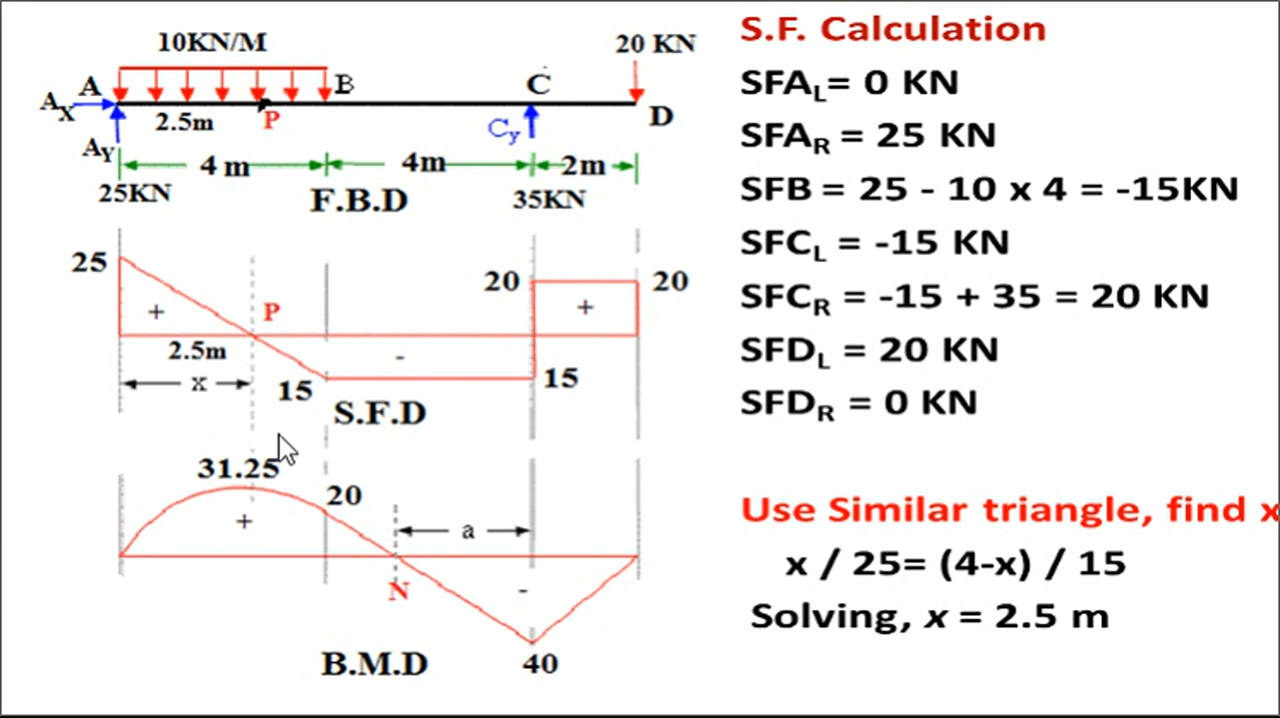 10KN/M
20 KN
A
B
C
D
AX
2.5m
P
Cy
AY
4 m
4m
2m
25KN
F.B.D
35KN
25
+
P
20
+
20
2.5m
-
x
15
15
S.F.D
31.25
20
+
a
N
-
B.M.D
40
S.F. Calculation
SFAL= 0 KN
SFAR = 25 KN
SFB = 25 - 10 x 4 = -15KN
SFCL = -15 KN
SFCR = -15 + 35 = 20 KN
SFDL = 20 KN
SFDR = 0 KN
Use Similar triangle, find x
x / 25= (4-x) / 15
Solving, x = 2.5 m